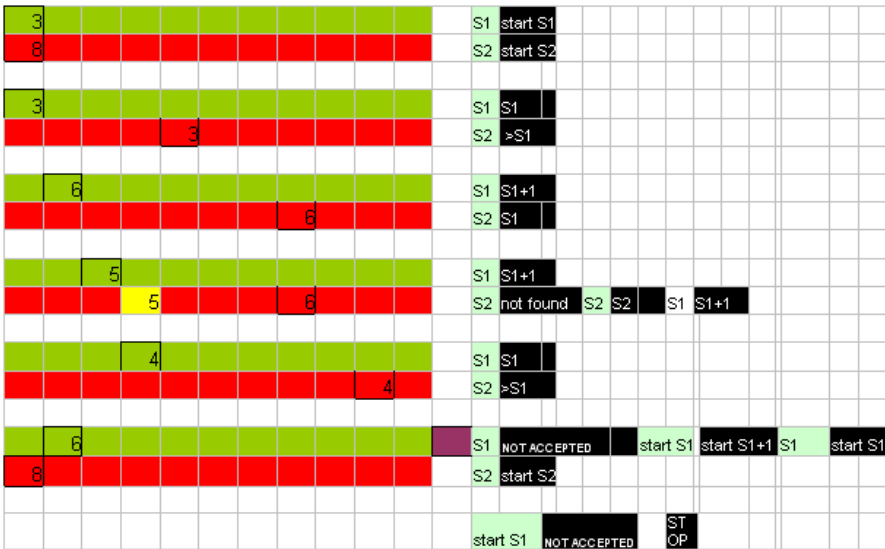 3 S1 start S1
8 S2 start S2
3 S1 S1
3 S2 >S1
6 S1 S1+1
6 S2 S1
5 S1 S1+1
5 6 S2 not found S2 S2 S1 S1+1
4 S1 S1
4 S2 >S1
6 S1 NOT ACCEPTED start S1 start S1+1 S1 start S1
8 S2 start S2
start S1 NOT ACCEPTED ST
OP